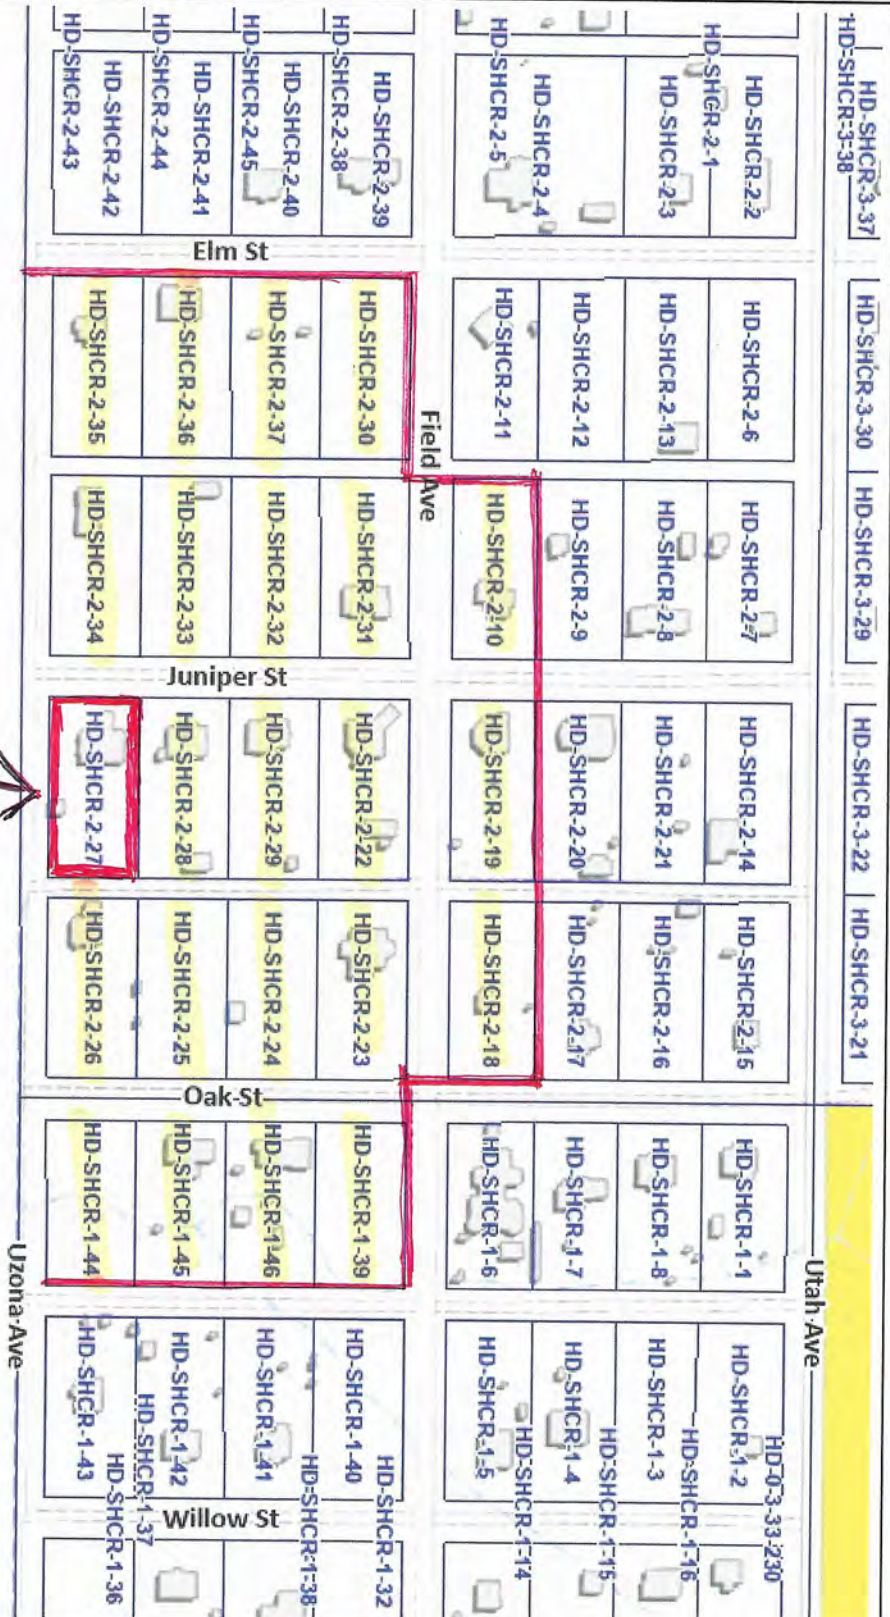 HD-SHCR-3-37
HD-SHCR-3-38
HD-SHCR-3-30
HD-SHCR-3-29
HD-SHCR-3-22
HD-SHCR-3-21
Utah Ave
HD-0-3-33-230
HD-SHCR-2-2
HD-SHCR-2-1
HD-SHCR-2-3
HD-SHCR-2-4
HD-SHCR-2-5
HD-SHCR-2-6
HD-SHCR-2-13
HD-SHCR-2-12
HD-SHCR-2-11
HD-SHCR-2-7
HD-SHCR-2-8
HD-SHCR-2-9
HD-SHCR-2-10
HD-SHCR-2-14
HD-SHCR-2-21
HD-SHCR-2-20
HD-SHCR-2-19
HD-SHCR-2-15
HD-SHCR-2-16
HD-SHCR-2-17
HD-SHCR-2-18
HD-SHCR-1-1
HD-SHCR-1-8
HD-SHCR-1-7
HD-SHCR-1-6
HD-SHCR-1-2
HD-SHCR-1-3
HD-SHCR-1-4
HD-SHCR-1-5
HD-SHCR-1-16
HD-SHCR-1-15
HD-SHCR-1-14
Field Ave
HD-SHCR-2-39
HD-SHCR-2-38
HD-SHCR-2-40
HD-SHCR-2-45
HD-SHCR-2-41
HD-SHCR-2-44
HD-SHCR-2-42
HD-SHCR-2-43
Elm St
HD-SHCR-2-30
HD-SHCR-2-37
HD-SHCR-2-36
HD-SHCR-2-35
HD-SHCR-2-31
HD-SHCR-2-32
HD-SHCR-2-33
HD-SHCR-2-34
Juniper St
HD-SHCR-2-22
HD-SHCR-2-29
HD-SHCR-2-28
HD-SHCR-2-27
HD-SHCR-2-23
HD-SHCR-2-24
HD-SHCR-2-25
HD-SHCR-2-26
Oak St
HD-SHCR-1-39
HD-SHCR-1-46
HD-SHCR-1-45
HD-SHCR-1-44
HD-SHCR-1-40
HD-SHCR-1-41
HD-SHCR-1-42
HD-SHCR-1-43
Willow St
HD-SHCR-1-32
HD-SHCR-1-38
HD-SHCR-1-37
HD-SHCR-1-36
Uzona Ave